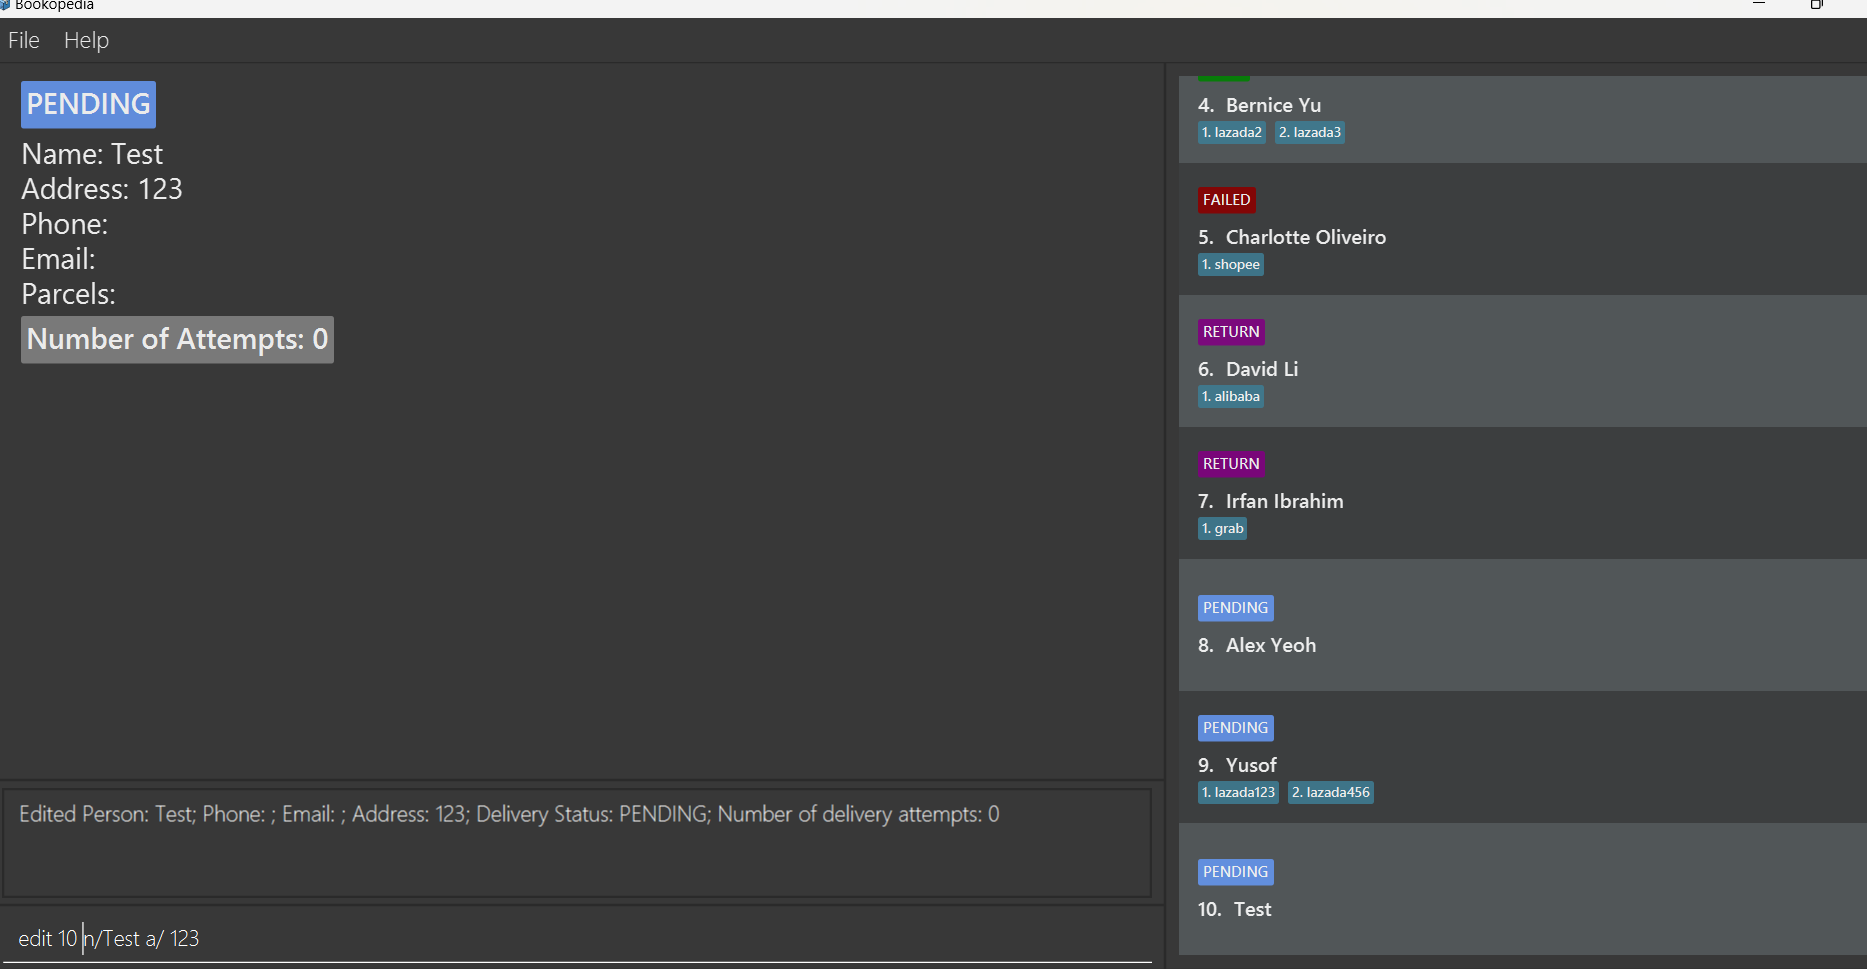 Bookopedia
File Help
PENDING
Name: Test
Address: 123
Phone:
Email:
Parcels:
Number of Attempts: 0
Edited Person: Test; Phone: ; Email: ; Address: 123; Delivery Status: PENDING; Number of delivery attempts: 0
edit 10 n/Test a/ 123
4. Bernice Yu
1. lazada2 2. lazada3
FAILED
5. Charlotte Oliveiro
1. shopee
RETURN
6. David Li
1. alibaba
RETURN
7. Irfan Ibrahim
1. grab
PENDING
8. Alex Yeoh
PENDING
9. Yusof
1. lazada123 2. lazada456
PENDING
10. Test